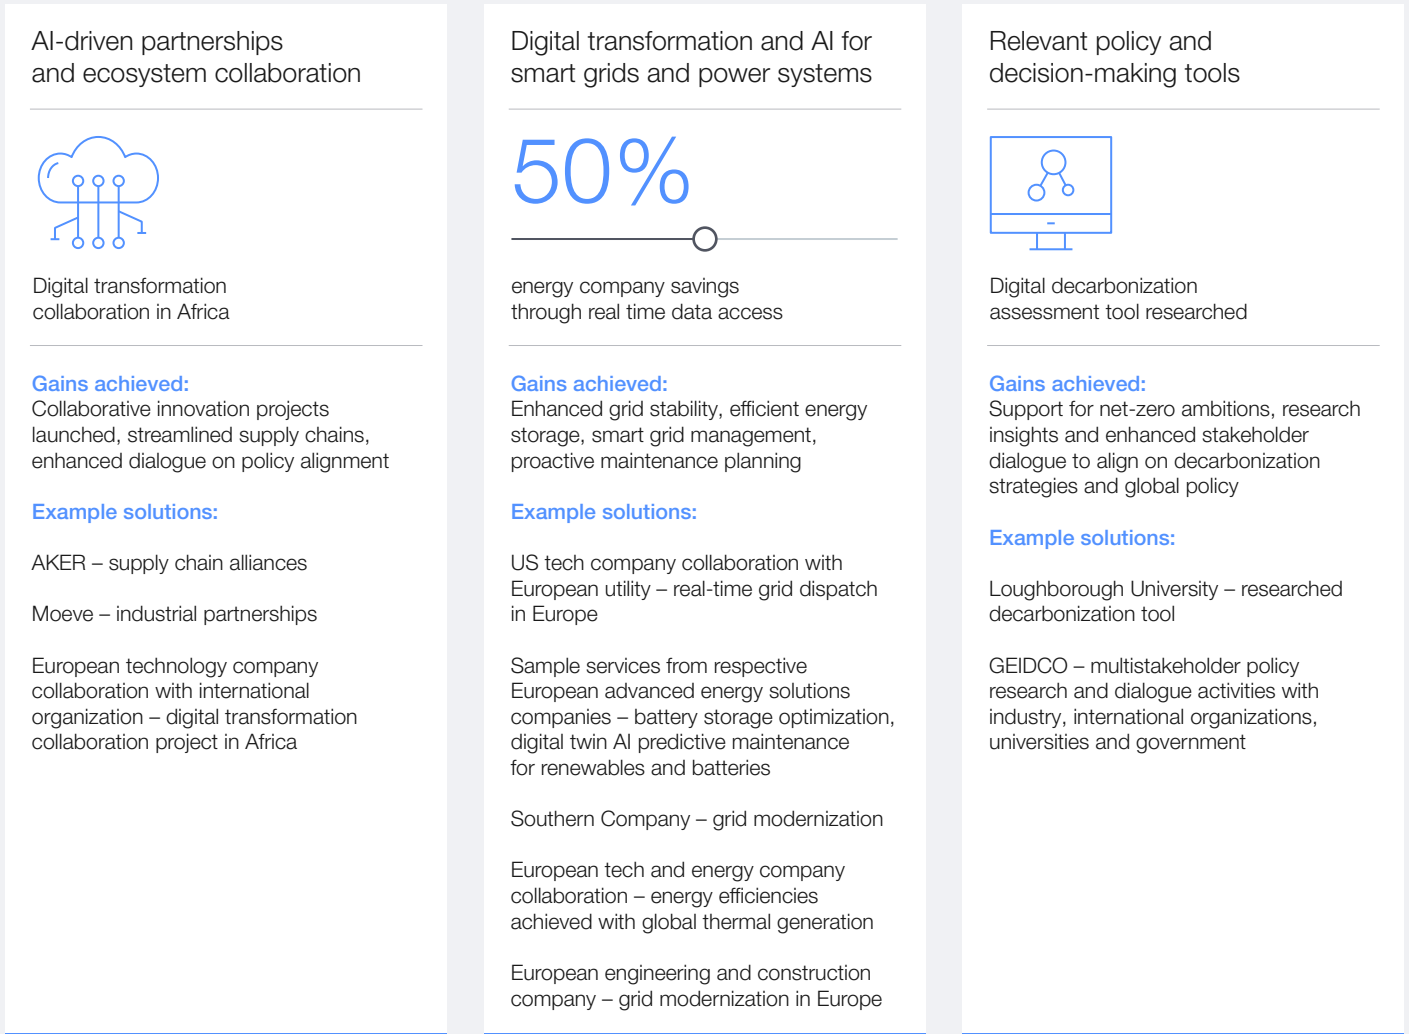 AI-driven partnerships
and ecosystem collaboration
Digital transformation
collaboration in Africa
Gains achieved:
Collaborative innovation projects
launched, streamlined supply chains,
enhanced dialogue on policy alignment
Example solutions:
AKER – supply chain alliances
Moeve – industrial partnerships
European technology company
collaboration with international
organization – digital transformation
collaboration project in Africa
Digital transformation and AI for
smart grids and power systems
50%
energy company savings
through real time data access
Gains achieved:
Enhanced grid stability, efficient energy
storage, smart grid management,
proactive maintenance planning
Example solutions:
US tech company collaboration with
European utility – real-time grid dispatch
in Europe
Sample services from respective
European advanced energy solutions
companies – battery storage optimization,
digital twin AI predictive maintenance
for renewables and batteries
Southern Company – grid modernization
European tech and energy company
collaboration – energy efficiencies
achieved with global thermal generation
European engineering and construction
company – grid modernization in Europe
Relevant policy and
decision-making tools
Digital decarbonization
assessment tool researched
Gains achieved:
Support for net-zero ambitions, research
insights and enhanced stakeholder
dialogue to align on decarbonization
strategies and global policy
Example solutions:
Loughborough University – researched
decarbonization tool
GEIDCO – multistakeholder policy
research and dialogue activities with
industry, international organizations,
universities and government